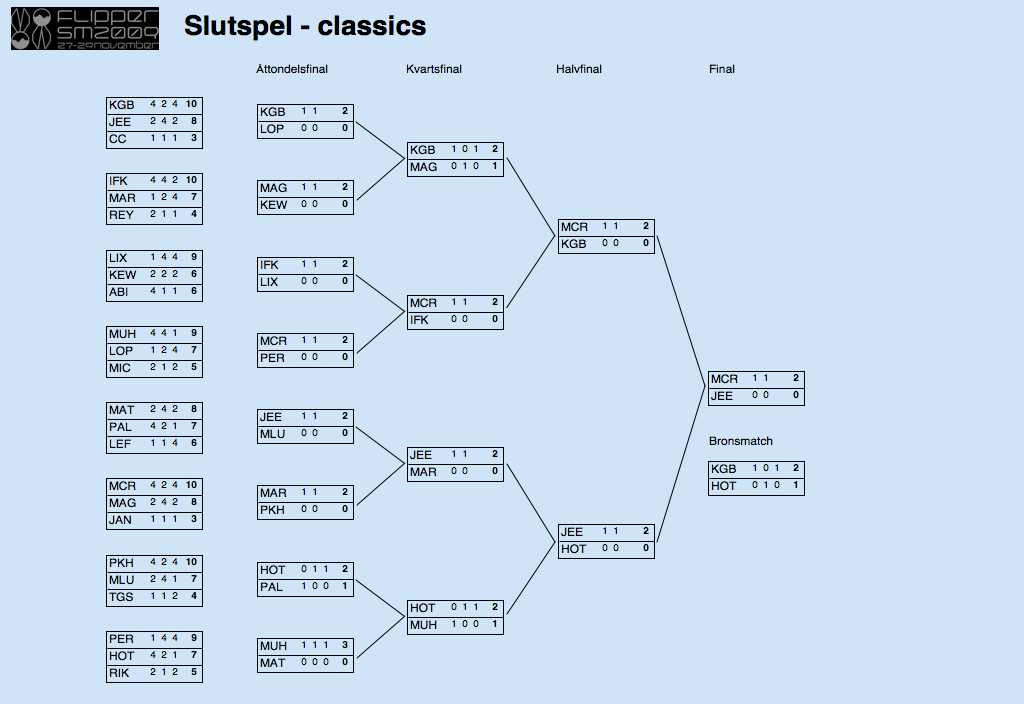 FLIPPER
SM2009
27-29november
Slutspel - classics
Åttondelsfinal
Kvartsfinal
Halvfinal
Final
KGB 4 2 4 10
JEE 2 4 2 8
CC 1 1 1 3
IFK 4 4 2 10
MAR 1 2 4 7
REY 2 1 1 4
LIX 1 4 4 9
KEW 2 2 2 6
ABI 4 1 1 6
MUH 4 4 1 9
LOP 1 2 4 7
MIC 2 1 2 5
MAT 2 4 2 8
PAL 4 2 1 7
LEF 1 1 4 6
MCR 4 2 4 10
MAG 2 4 2 8
JAN 1 1 1 3
PKH 4 2 4 10
MLU 2 4 1 7
TGS 1 1 2 4
PER 1 4 4 9
HOT 4 2 1 7
RIK 2 1 2 5
KGB 1 1 2
LOP 0 0 0
MAG 1 1 2
KEW 0 0 0
IFK 1 1 2
LIX 0 0 0
MCR 1 1 2
PER 0 0 0
JEE 1 1 2
MLU 0 0 0
MAR 1 1 2
PKH 0 0 0
HOT 0 1 1 2
PAL 1 0 0 1
MUH 1 1 1 3
MAT 0 0 0 0
KGB 1 0 1 2
MAG 0 1 0 1
MCR 1 1 2
IFK 0 0 0
JEE 1 1 2
MAR 0 0 0
HOT 0 1 1 2
MUH 1 0 0 1
MCR 1 1 2
KGB 0 0 0
JEE 1 1 2
HOT 0 0 0
MCR 1 1 2
JEE 0 0 0
Bronsmatch
KGB 1 0 1 2
HOT 0 1 0 1